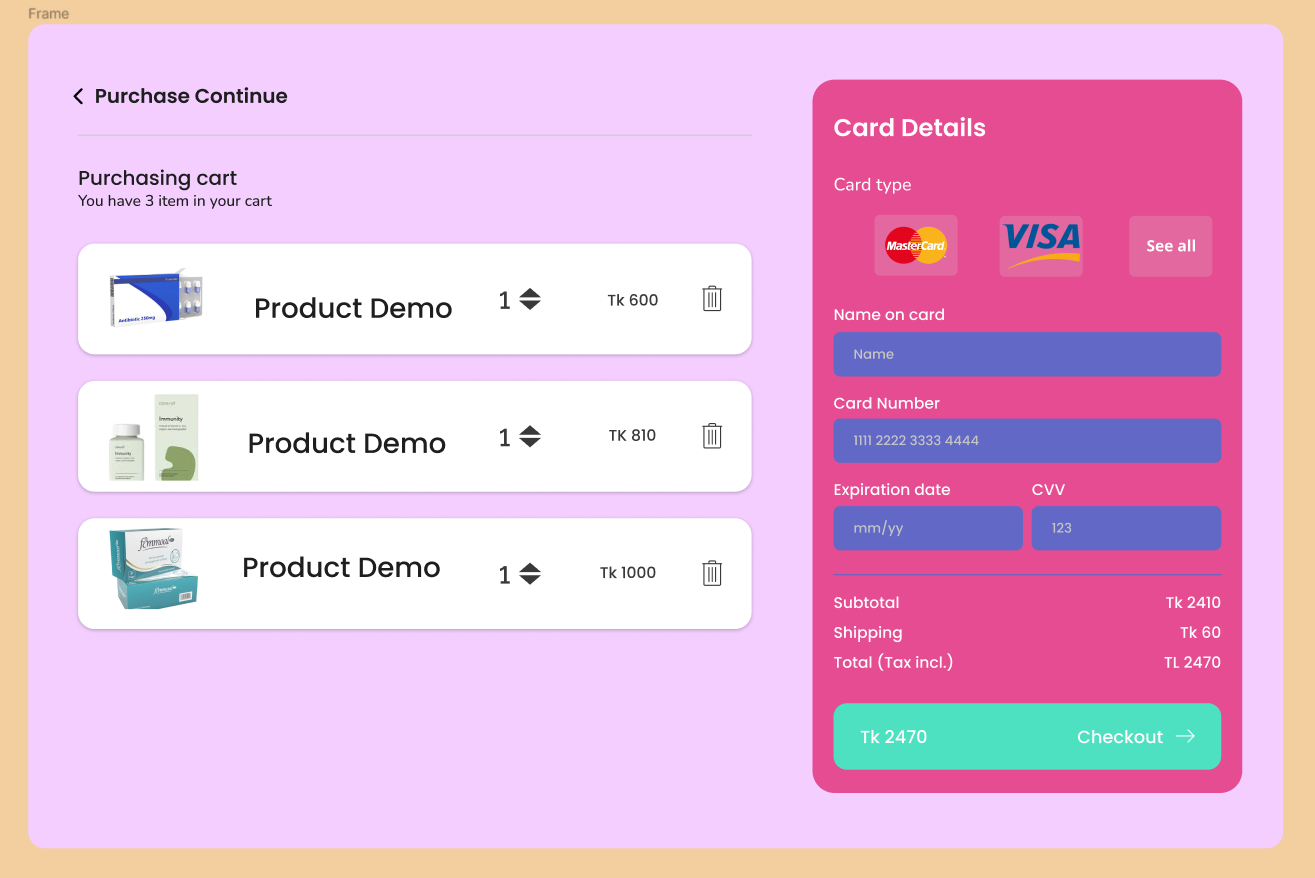 Frame
Purchase Continue
Purchasing cart
You have 3 item in your cart
Antibiotic 250mg
Product Demo
1
Tk 600
Immunity
Immunity
Product Demo
1
TK 810
Product Demo
1
Tk 1000
Card Details
Card type
MasterCard
VISA
See all
Name on card
Name
Card Number
1111 2222 3333 4444
Expiration date
CVV
mm/yy
123
Subtotal
Tk 2410
Shipping
Tk 60
Total (Tax incl.)
TL 2470
Tk 2470
Checkout